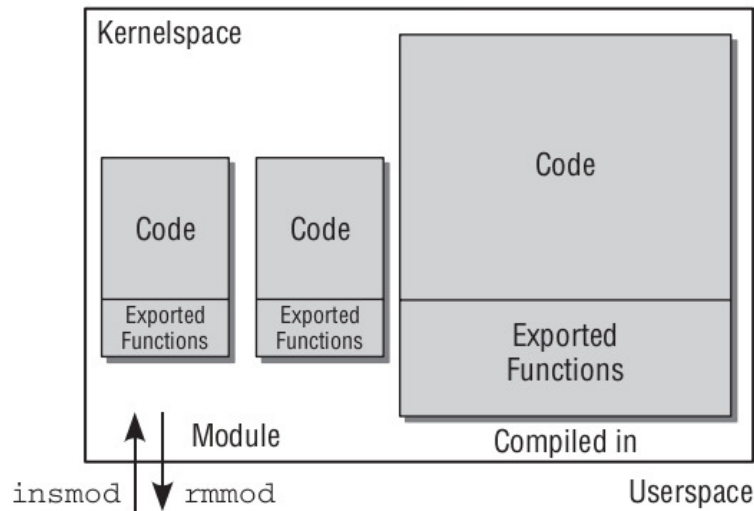 Kernelspace
Code
Exported
Functions
Code
Exported
Functions
Code
Exported
Functions
Module
Compiled in
insmod
rmmod
Userspace